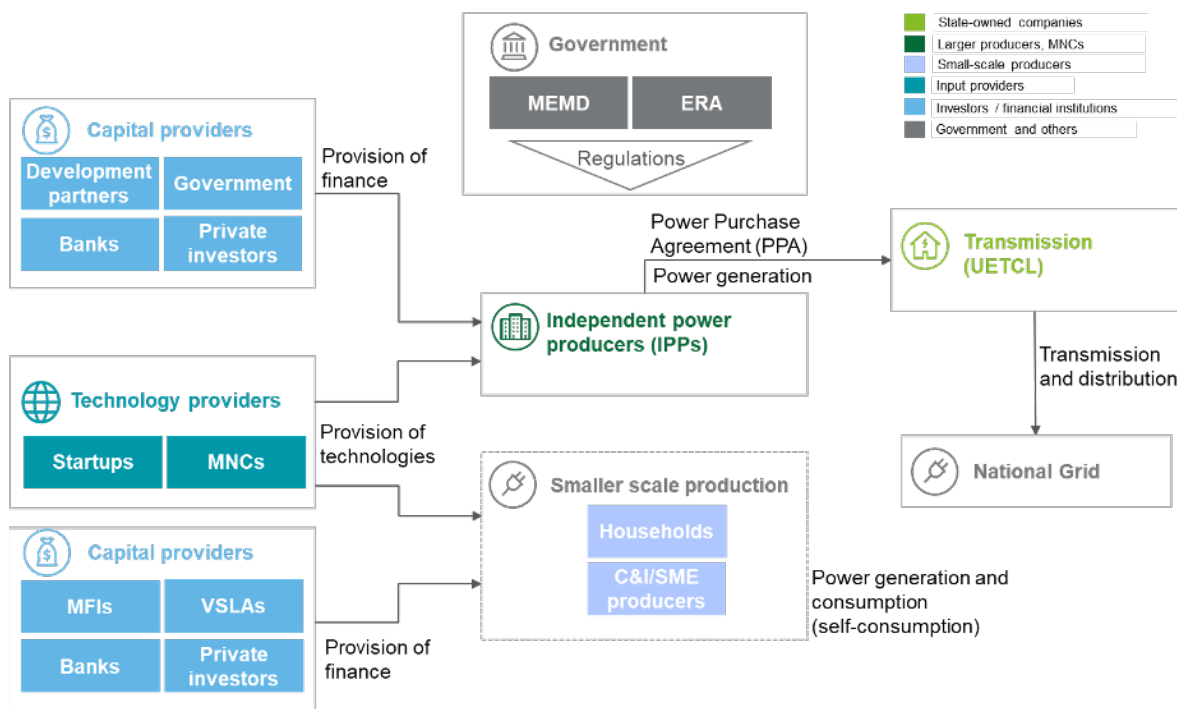 Government
MEMD
ERA
Regulations
State-owned companies
Larger producers, MNCs
Small-scale producers
Input providers
Investors / financial institutions
Government and others
Capital providers
Development
partners
Government
Banks
Private
investors
Provision of
finance
Power Purchase
Agreement (PPA)
Power generation
Transmission
(UETCL)
Independent power
producers (IPPs)
Transmission
and distribution
Technology providers
Startups
MNCs
Provision of
technologies
National Grid
Smaller scale production
Households
C&I/SME
producers
Power generation and
consumption
(self-consumption)
Capital providers
MFIs
VSLAs
Banks
Private
investors
Provision of
finance